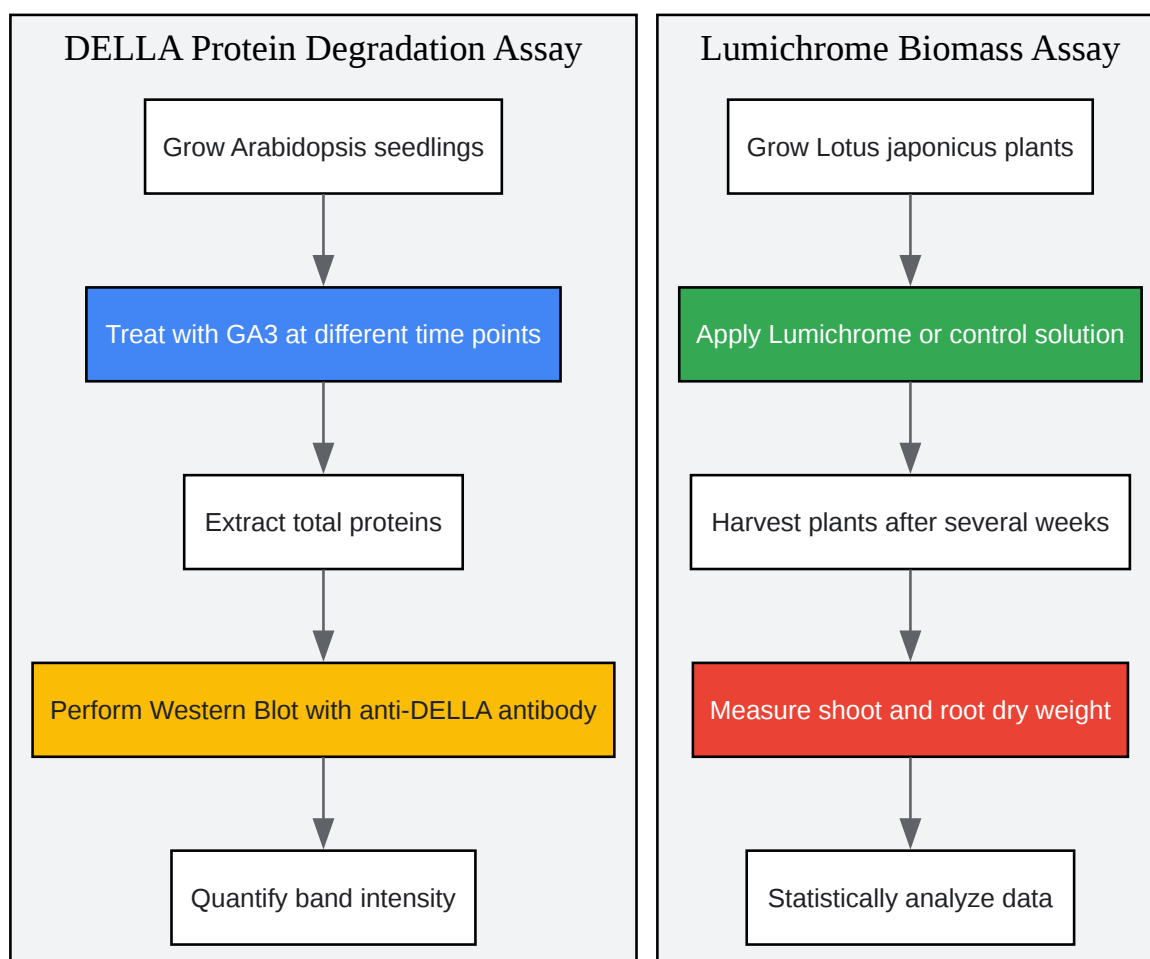 DELLA Protein Degradation Assay
Grow Arabidopsis seedlings
Treat with GA3 at different time points
Extract total proteins
Perform Western Blot with anti-DELLA antibody
Quantify band intensity
Lumichrome Biomass Assay
Grow Lotus japonicus plants
Apply Lumichrome or control solution
Harvest plants after several weeks
Measure shoot and root dry weight
Statistically analyze data